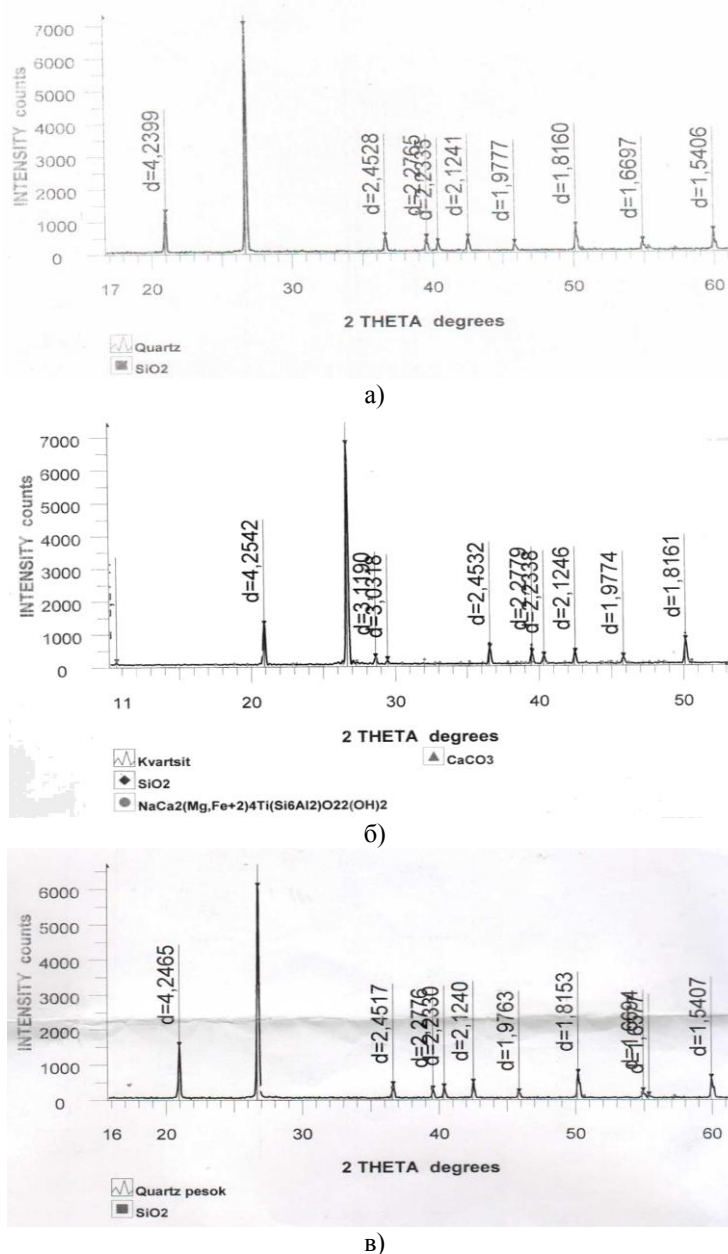 INTENSITY counts
7000
6000
5000
4000
3000
2000
1000
0
d=4,2399
d=2,4528
d=2,2765
d=2,1241
d=1,9777
d=1,8160
d=1,6697
d=1,5406
17 20 30 40 50 60
2 THETA degrees
Quartz
SiO2
а)
INTENSITY counts
7000
6000
5000
4000
3000
2000
1000
0
d=4,2542
d=3,1190
d=3,0318
d=2,4532
d=2,2779
d=2,2338
d=2,1246
d=1,9774
d=1,8161
11 20 30 40 50
2 THETA degrees
Kvartsit
CaCO3
SiO2
NaCa2(Mg,Fe+2)4Ti(Si6Al2)O22(OH)2
б)
INTENSITY counts
6000
5000
4000
3000
2000
1000
0
d=4,2465
d=2,4517
d=2,2776
d=2,2330
d=2,1240
d=1,9763
d=1,8153
d=1,6694
d=1,5407
16 20 30 40 50 60
2 THETA degrees
Quartz pesok
SiO2
в)